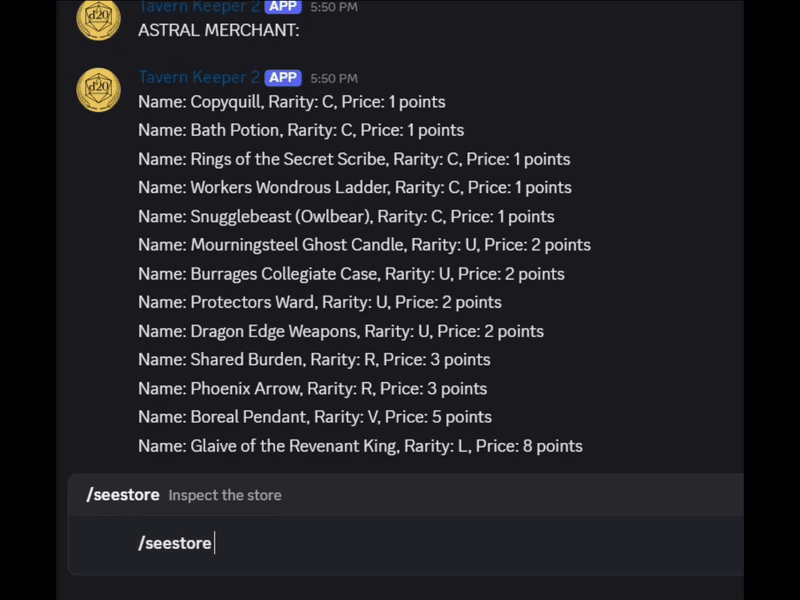 Tavern Keeper 2 APP 5:50 PM
ASTRAL MERCHANT:
d20
Tavern Keeper 2 APP 5:50 PM
d20
Name: Copyquill, Rarity: C, Price: 1 points
Name: Bath Potion, Rarity: C, Price: 1 points
Name: Rings of the Secret Scribe, Rarity: C, Price: 1 points
Name: Workers Wondrous Ladder, Rarity: C, Price: 1 points
Name: Snugglebeast (Owlbear), Rarity: C, Price: 1 points
Name: Mourningsteel Ghost Candle, Rarity: U, Price: 2 points
Name: Burrages Collegiate Case, Rarity: U, Price: 2 points
Name: Protectors Ward, Rarity: U, Price: 2 points
Name: Dragon Edge Weapons, Rarity: U, Price: 2 points
Name: Shared Burden, Rarity: R, Price: 3 points
Name: Phoenix Arrow, Rarity: R, Price: 3 points
Name: Boreal Pendant, Rarity: V, Price: 5 points
Name: Glaive of the Revenant King, Rarity: L, Price: 8 points
/seestore Inspect the store
/seestore